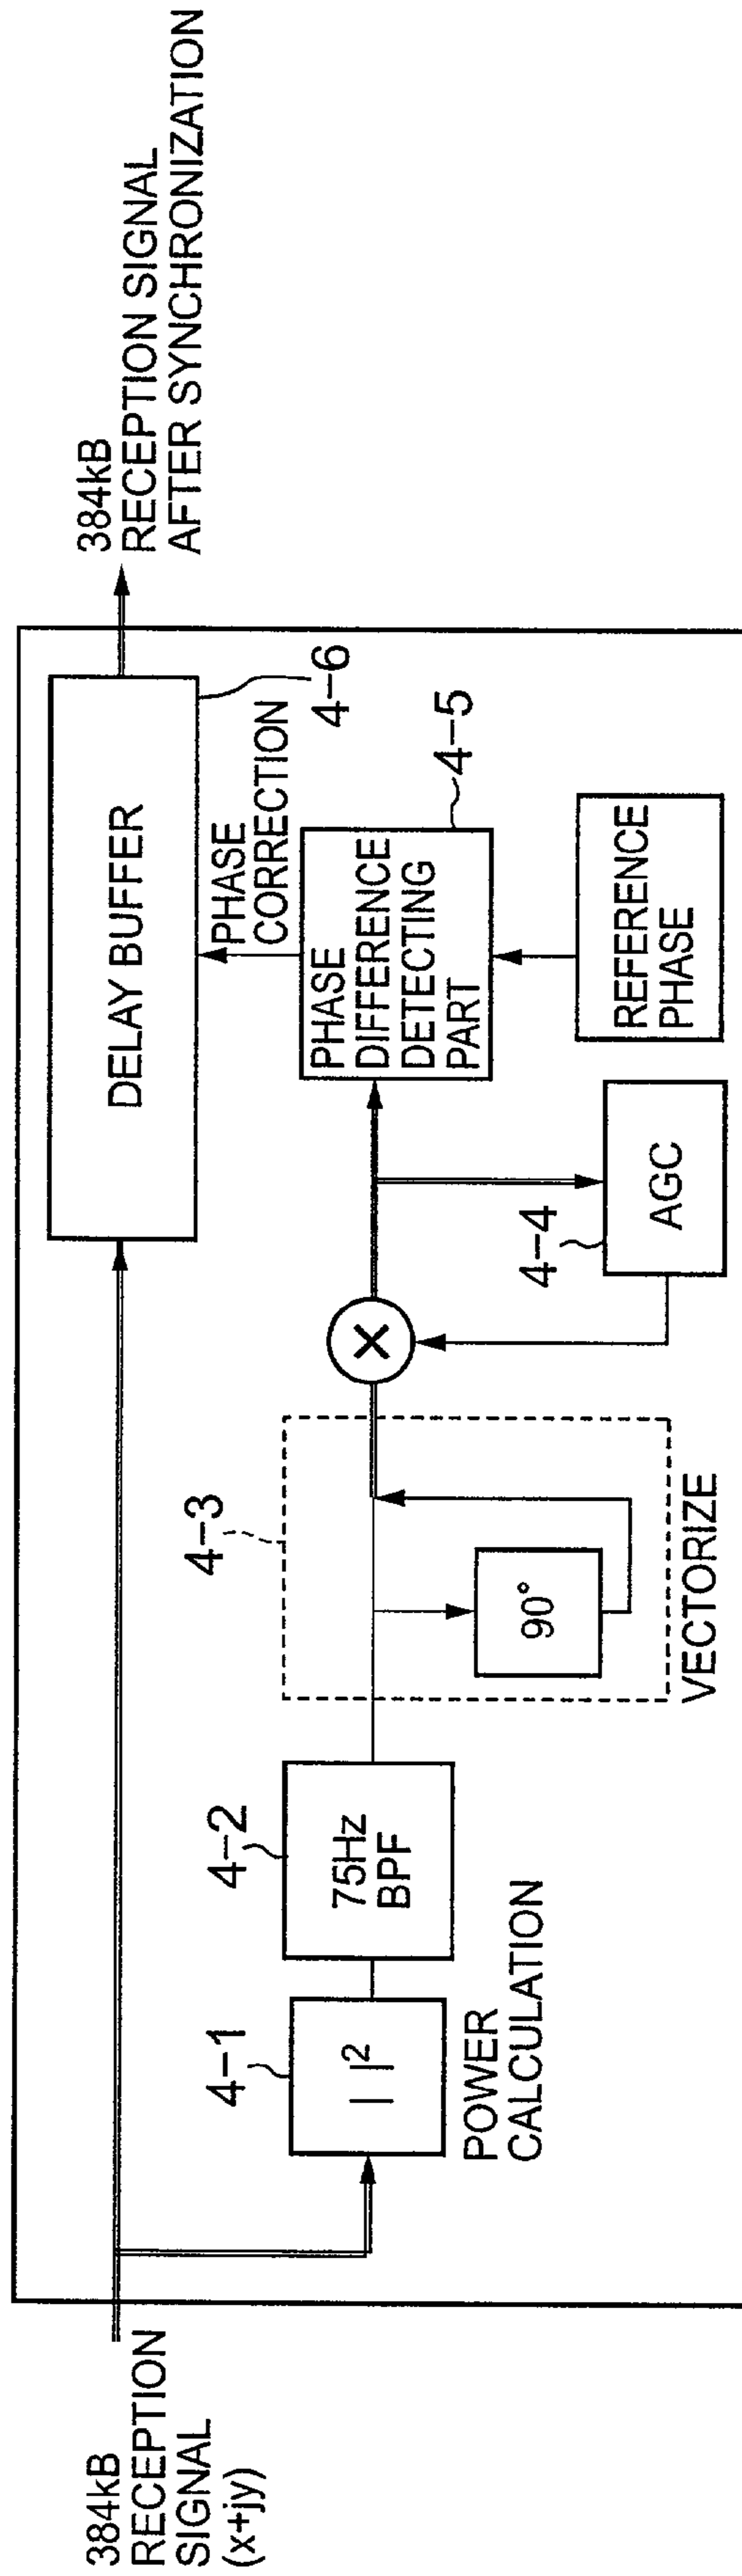 384kB
RECEPTION
SIGNAL
(x+jy)
4-1
| |²
POWER
CALCULATION
4-2
75Hz
BPF
4-3
90°
VECTORIZE
×
4-4
AGC
DELAY BUFFER
4-6
PHASE
CORRECTION
PHASE
DIFFERENCE
DETECTING
PART
4-5
REFERENCE
PHASE
384kB
RECEPTION SIGNAL
AFTER SYNCHRONIZATION